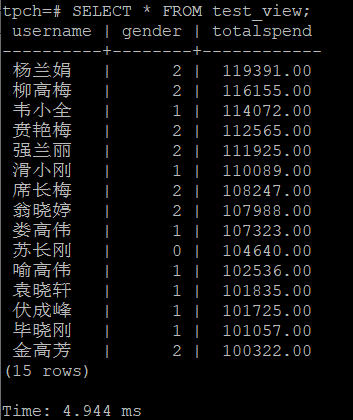 tpch=# SELECT * FROM test_view;
username | gender | totalspend
----------+--------+------------
杨兰娟 | 2 | 119391.00
柳高梅 | 2 | 116155.00
韦小全 | 1 | 114072.00
贲艳梅 | 2 | 112565.00
强兰丽 | 2 | 111925.00
滑小刚 | 1 | 110089.00
席长梅 | 2 | 108247.00
翁晓婷 | 2 | 107988.00
娄高伟 | 1 | 107323.00
苏长刚 | 0 | 104640.00
喻高伟 | 1 | 102536.00
袁晓轩 | 1 | 101835.00
伏成峰 | 1 | 101725.00
毕晓刚 | 1 | 101057.00
金高芳 | 2 | 100322.00
(15 rows)
Time: 4.944 ms